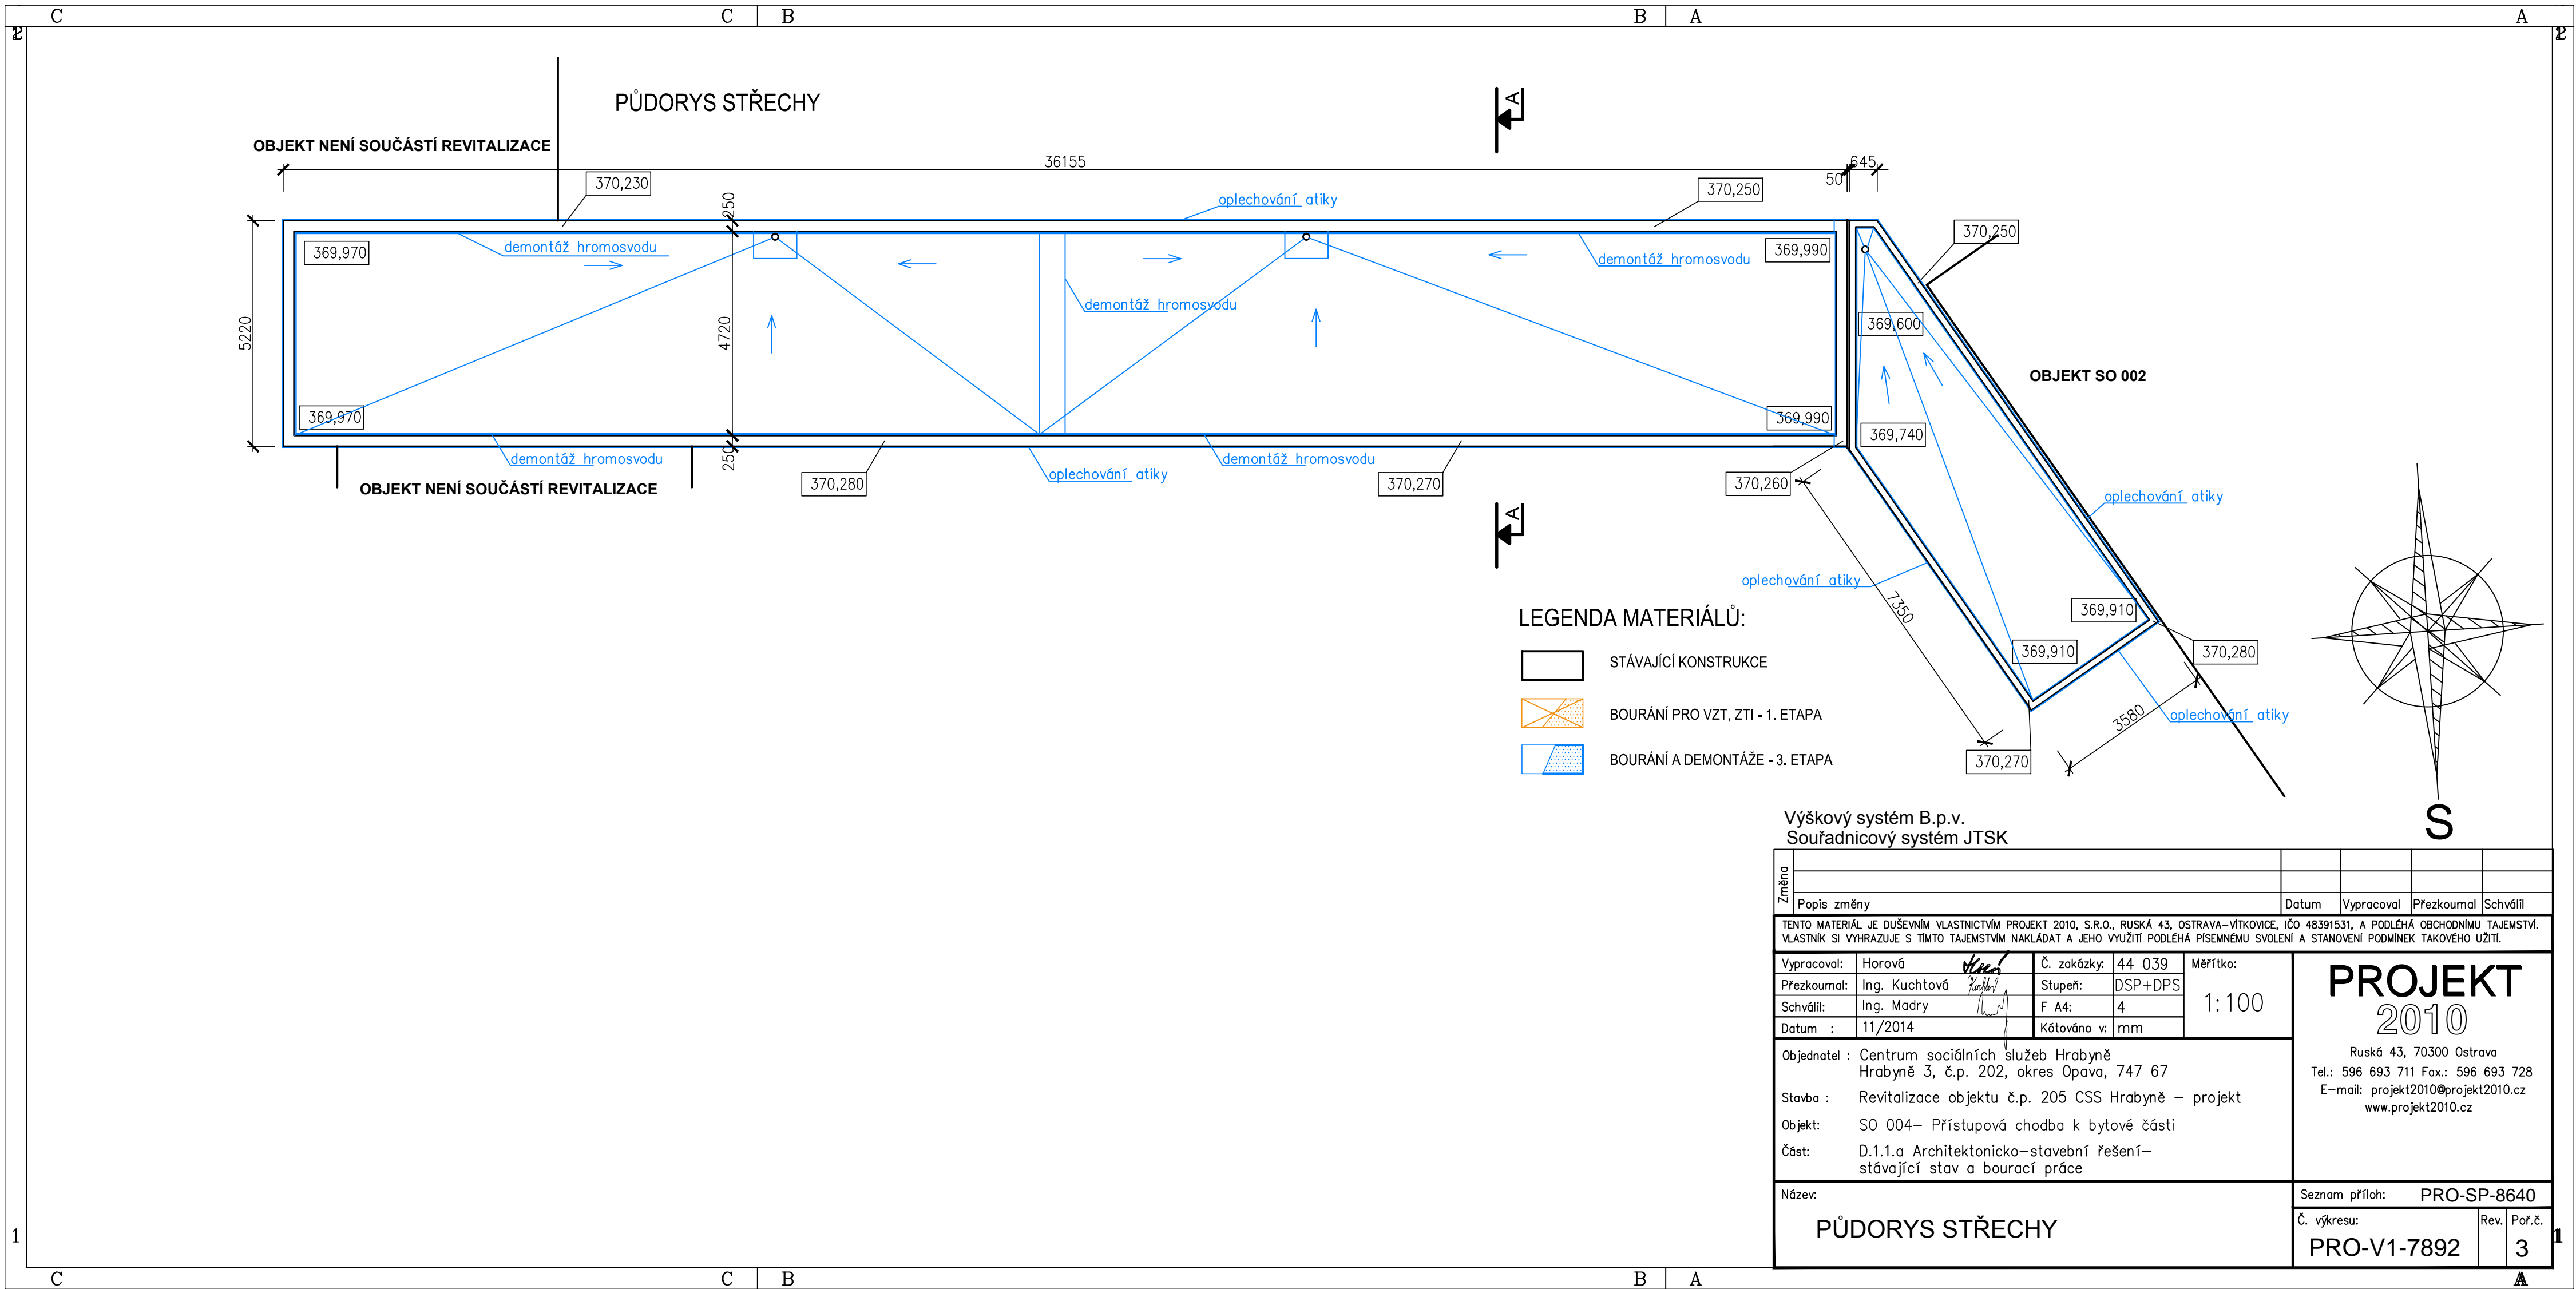 C
C
B
B
A
A
2
2
PŮDORYS STŘECHY
A
OBJEKT NENÍ SOUČÁSTÍ REVITALIZACE
36155
645
50
370,230
370,250
250
oplechování atiky
370,250
369,970
demontáž hromosvodu
369,990
demontáž hromosvodu
demontáž hromosvodu
5220
4720
369,600
OBJEKT SO 002
369,970
369,990
369,740
250
demontáž hromosvodu
demontáž hromosvodu
oplechování atiky
370,280
370,270
370,260
OBJEKT NENÍ SOUČÁSTÍ REVITALIZACE
oplechování atiky
A
oplechování atiky
7350
369,910
369,910
370,280
3580
oplechování atiky
370,270
LEGENDA MATERIÁLŮ:
STÁVAJÍCÍ KONSTRUKCE
BOURÁNÍ PRO VZT, ZTI - 1. ETAPA
BOURÁNÍ A DEMONTÁŽE - 3. ETAPA
S
Výškový systém B.p.v.
Souřadnicový systém JTSK
Změna
Popis změny
Datum
Vypracoval
Přezkoumal
Schválil
TENTO MATERIÁL JE DUŠEVNÍM VLASTNICTVÍM PROJEKT 2010, S.R.O., RUSKÁ 43, OSTRAVA-VÍTKOVICE, IČO 48391531, A PODLÉHÁ OBCHODNÍMU TAJEMSTVÍ.
VLASTNÍK SI VYHRAZUJE S TÍMTO TAJEMSTVÍM NAKLÁDAT A JEHO VYUŽITÍ PODLÉHÁ PÍSEMNÉMU SVOLENÍ A STANOVENÍ PODMÍNEK TAKOVÉHO UŽITÍ.
Vypracoval: Horová
Č. zakázky: 44 039
Měřítko:
Přezkoumal: Ing. Kuchtová
Stupeň: DSP+DPS
1:100
Schválil: Ing. Madry
F A4: 4
Datum : 11/2014
Kótováno v: mm
PROJEKT
2010
Ruská 43, 70300 Ostrava
Tel.: 596 693 711 Fax.: 596 693 728
E-mail: projekt2010@projekt2010.cz
www.projekt2010.cz
Objednatel : Centrum sociálních služeb Hrabyně
Hrabyně 3, č.p. 202, okres Opava, 747 67
Stavba : Revitalizace objektu č.p. 205 CSS Hrabyně - projekt
Objekt: SO 004- Přístupová chodba k bytové části
Část: D.1.1.a Architektonicko-stavební řešení-
stávající stav a bourací práce
Název:
PŮDORYS STŘECHY
Seznam příloh: PRO-SP-8640
Č. výkresu:
Rev.
Poř.č.
PRO-V1-7892
3
1
1
C
C
B
B
A
A